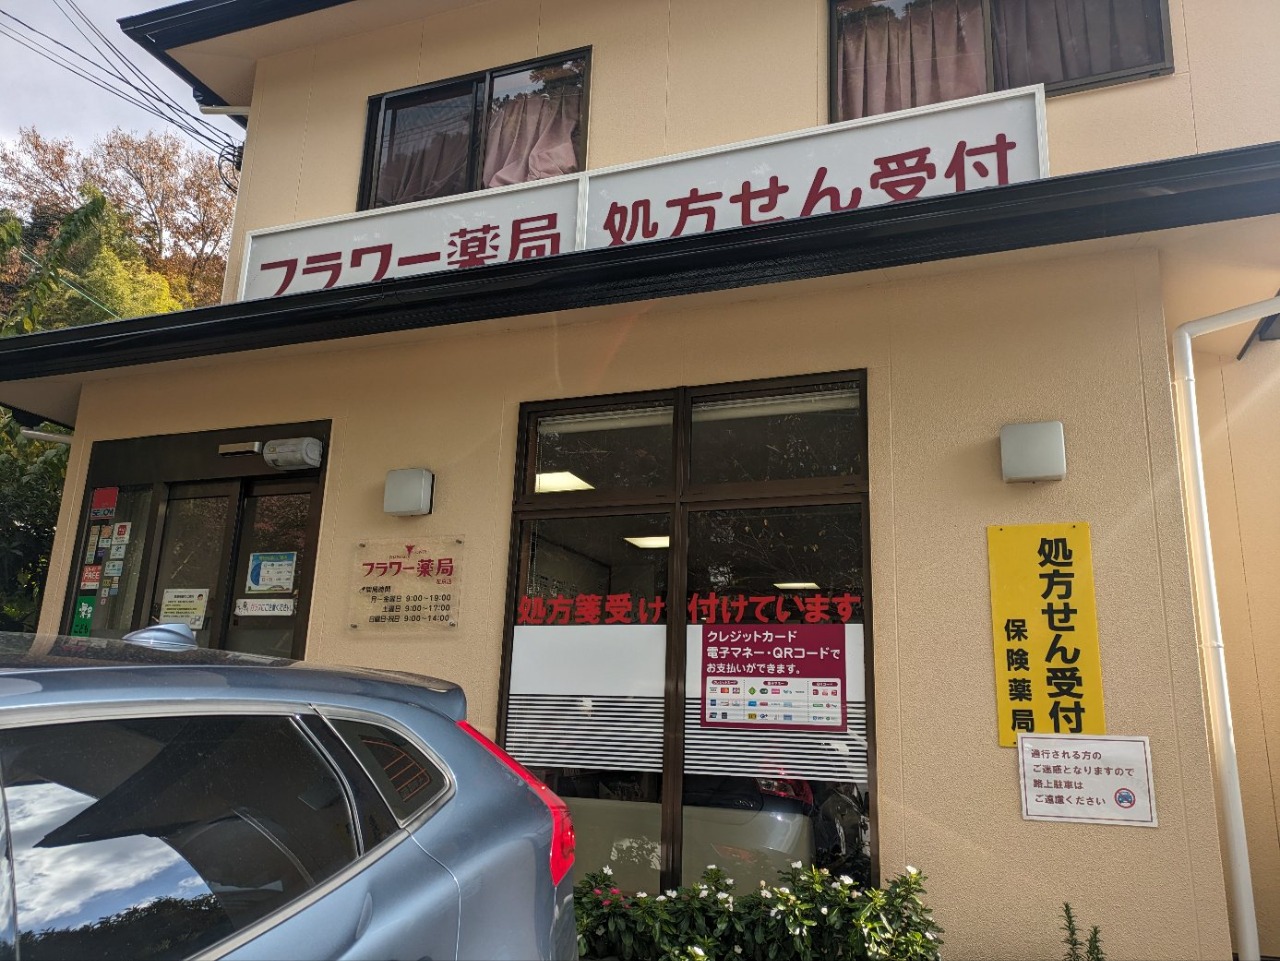 フラワー薬局 処方せん受付
フラワー薬局
開局時間
月～金曜日 9:00～19:00
土曜日 9:00～17:00
日曜日・祝日 9:00～14:00
処方箋受け付けています
クレジットカード
電子マネー・QRコードで
お支払いができます。
処方せん受付
保険薬局
通行される方の
ご迷惑となりますので
路上駐車は
ご遠慮ください